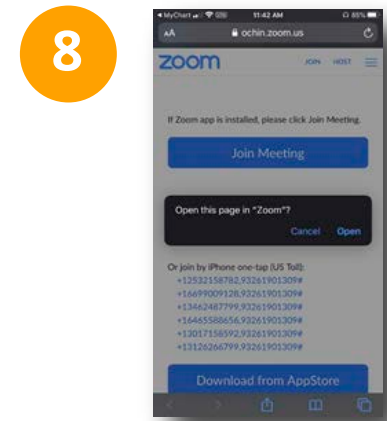 8
MyChart 11:42 AM 85%
AA ochin.zoom.us
zoom JOIN HOST
If Zoom app is installed, please click Join Meeting.
Join Meeting
Open this page in "Zoom"?
Cancel Open
Or join by iPhone one-tap (US Toll):
+12532158782,93261901309#
+16699009128,93261901309#
+13462487799,93261901309#
+16465588656,93261901309#
+13017158592,93261901309#
+13126266799,93261901309#
Download from AppStore